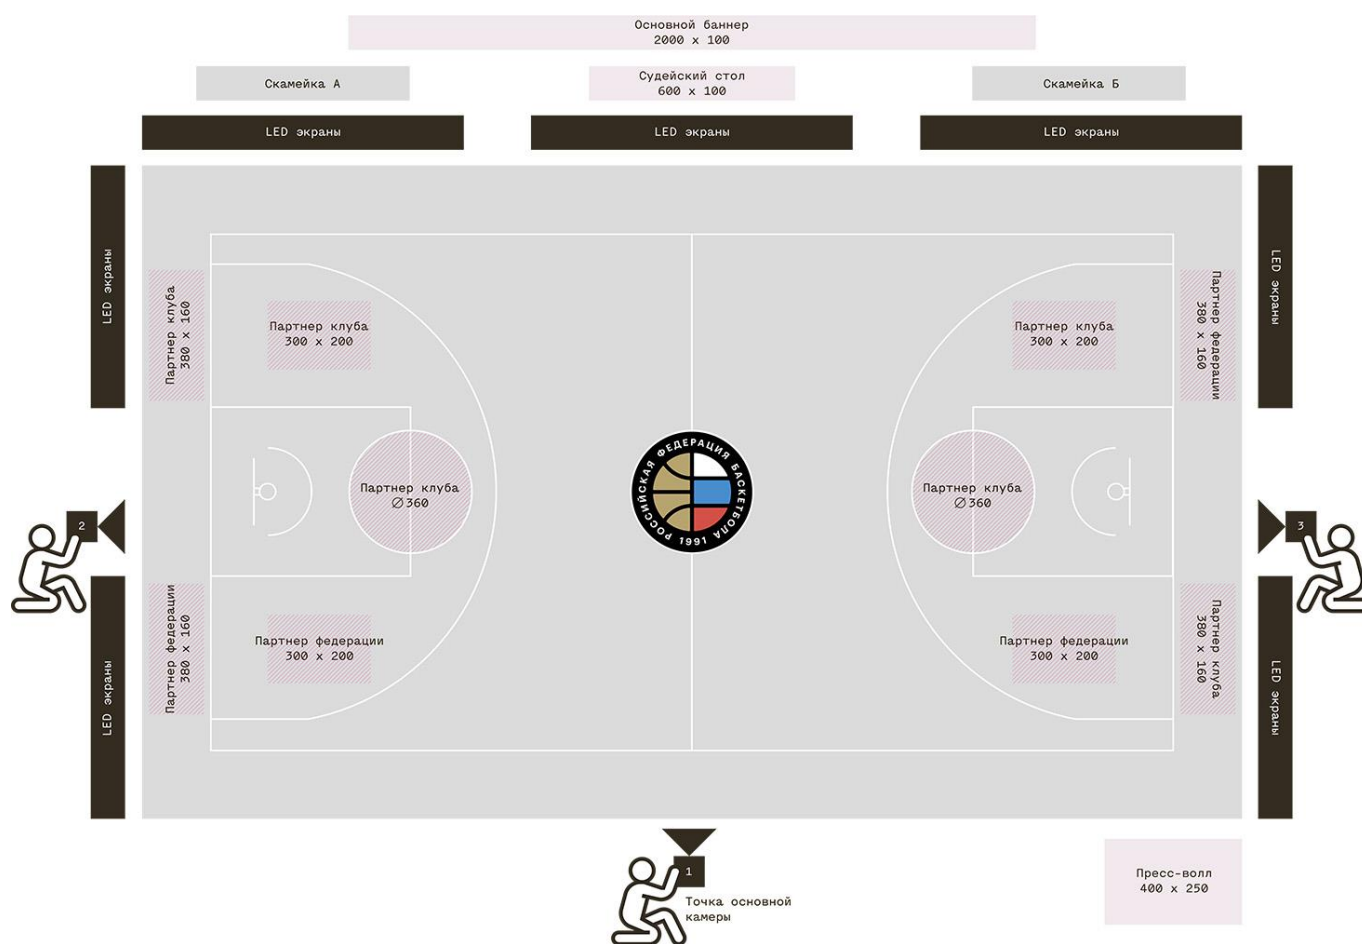 Основной баннер
2000 x 100
Скамейка А
Судейский стол
600 x 100
Скамейка Б
LED экраны
LED экраны
LED экраны
LED экраны
LED экраны
Партнер клуба
380 x 160
Партнер клуба
300 x 200
Партнер клуба
300 x 200
Партнер федерации
380 x 160
Партнер клуба
∅360
РОССИЙСКАЯ ФЕДЕРАЦИЯ БАСКЕТБОЛА
1991
Партнер клуба
∅360
2
3
LED экраны
Партнер федерации
380 x 160
Партнер федерации
300 x 200
Партнер федерации
300 x 200
Партнер клуба
380 x 160
LED экраны
1
Точка основной
камеры
Пресс-волл
400 x 250